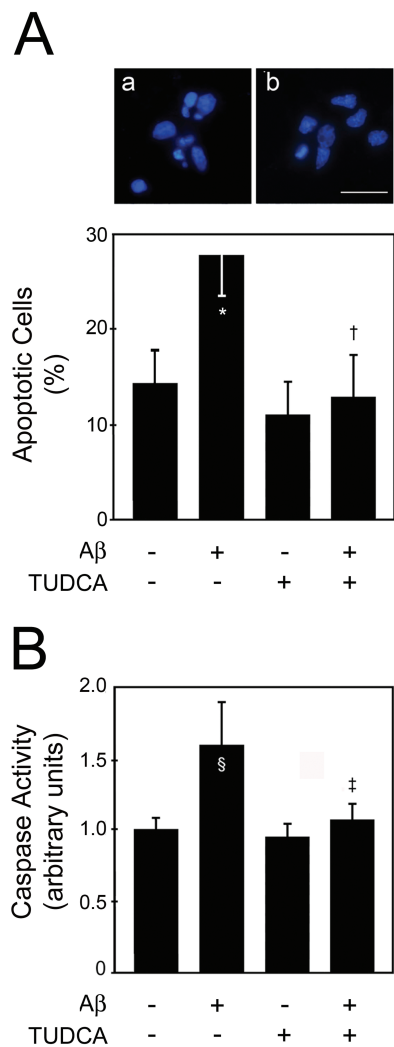 A
a b
30
20
10
0
Apoptotic Cells
(%)
*
†
Aβ - + - +
TUDCA - - + +
B
2.0
1.5
1.0
0.5
0
Caspase Activity
(arbitrary units)
§
‡
Aβ - + - +
TUDCA - - + +